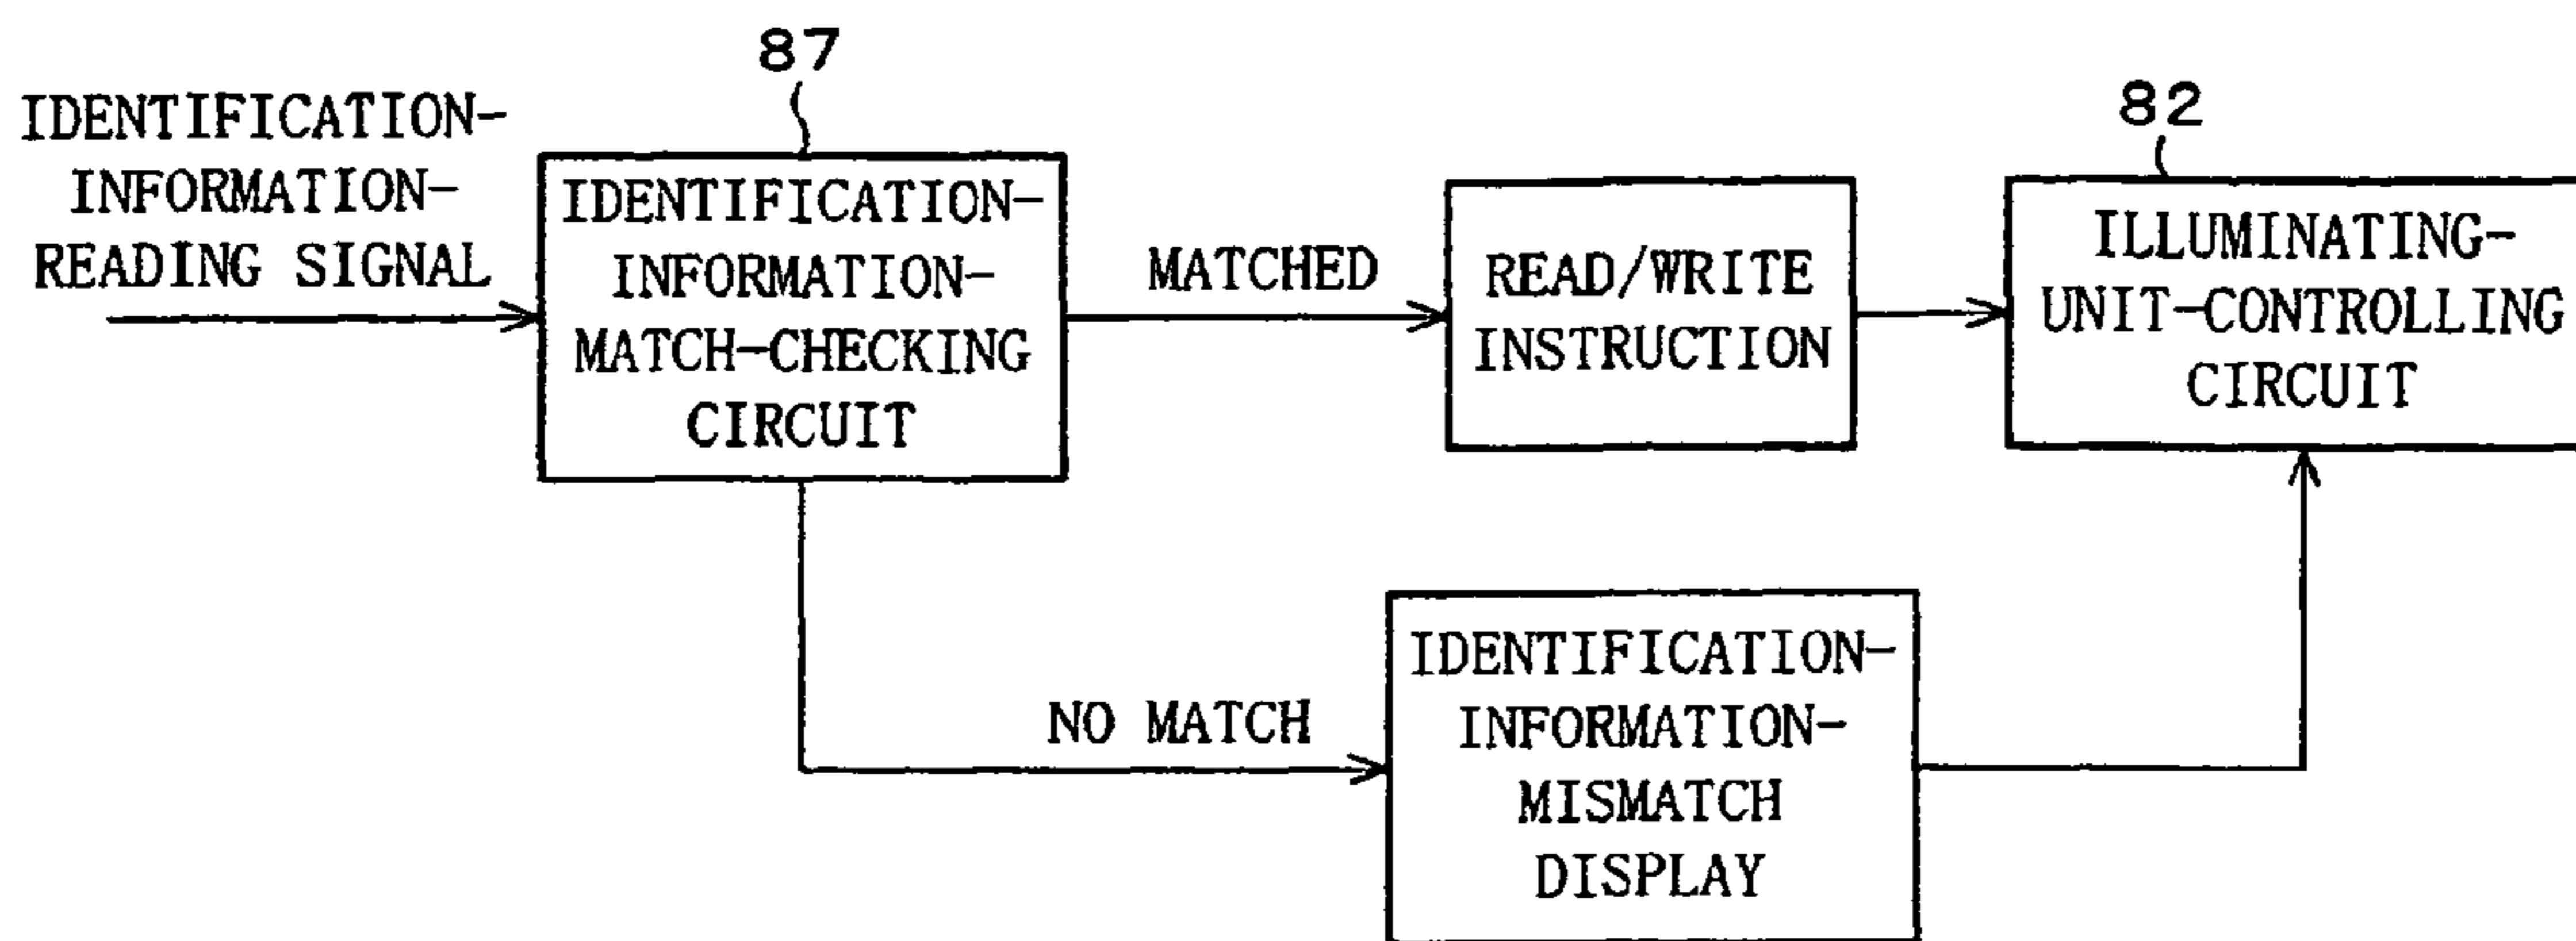 87
IDENTIFICATION-
INFORMATION-
READING SIGNAL
IDENTIFICATION-
INFORMATION-
MATCH-CHECKING
CIRCUIT
MATCHED
READ/WRITE
INSTRUCTION
82
ILLUMINATING-
UNIT-CONTROLLING
CIRCUIT
NO MATCH
IDENTIFICATION-
INFORMATION-
MISMATCH
DISPLAY